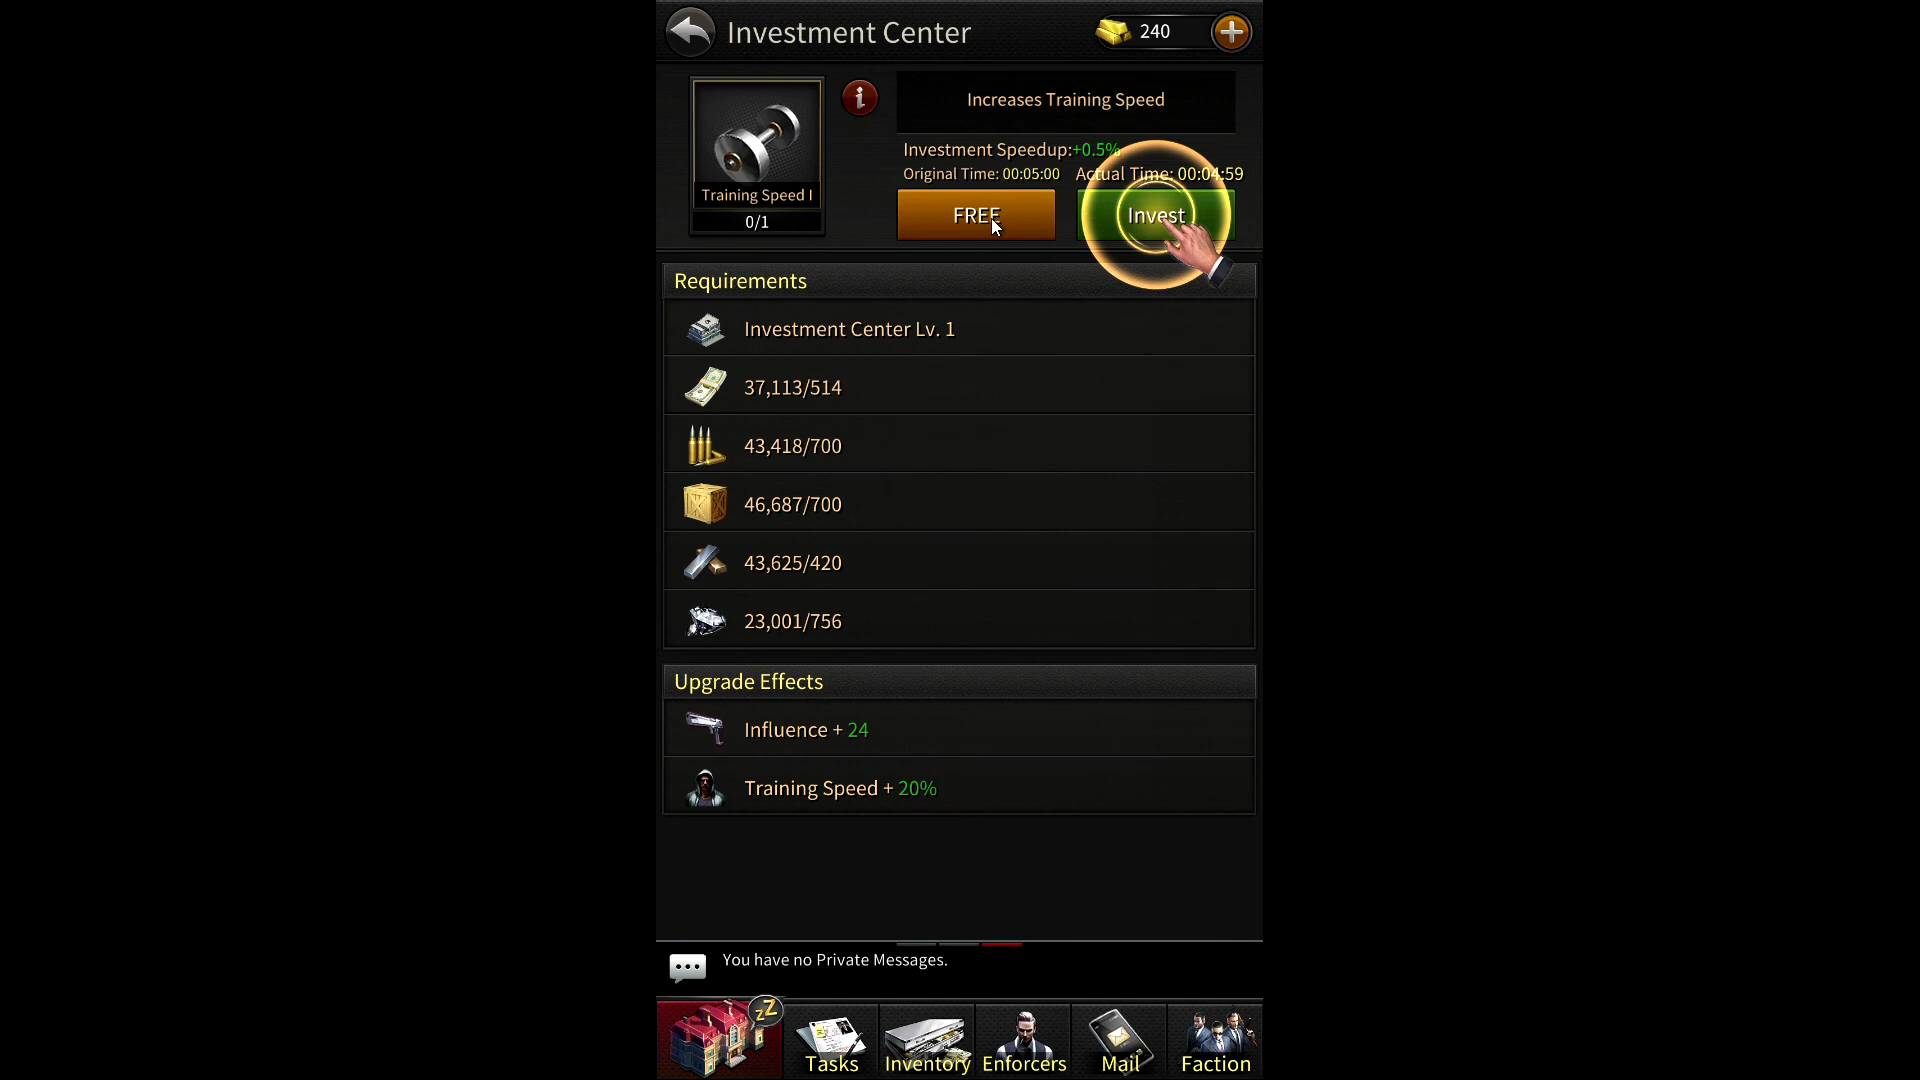 Investment Center
240
Increases Training Speed
Investment Speedup:+0.5%
Original Time: 00:05:00 Actual Time: 00:04:59
Training Speed I
0/1
FREE
Invest
Requirements
Investment Center Lv. 1
37,113/514
43,418/700
46,687/700
43,625/420
23,001/756
Upgrade Effects
Influence + 24
Training Speed + 20%
You have no Private Messages.
zZ
Tasks
Inventory
Enforcers
Mail
Faction